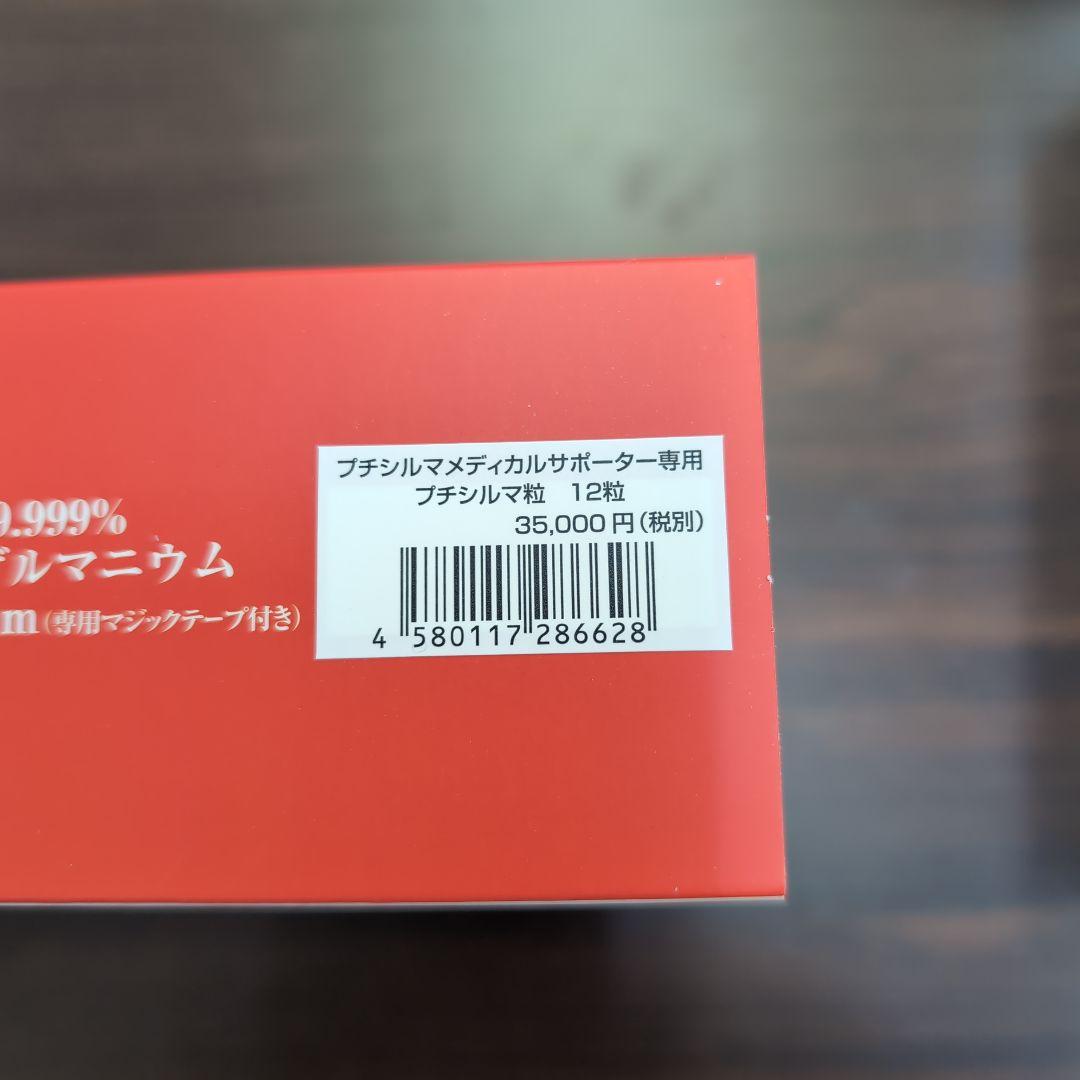 プチシルマメディカルサポーター専用
プチシルマ粒　12粒
35,000円(税別)
4 580117 286628
9.999%
ゲルマニウム
m(専用マジックテープ付き)